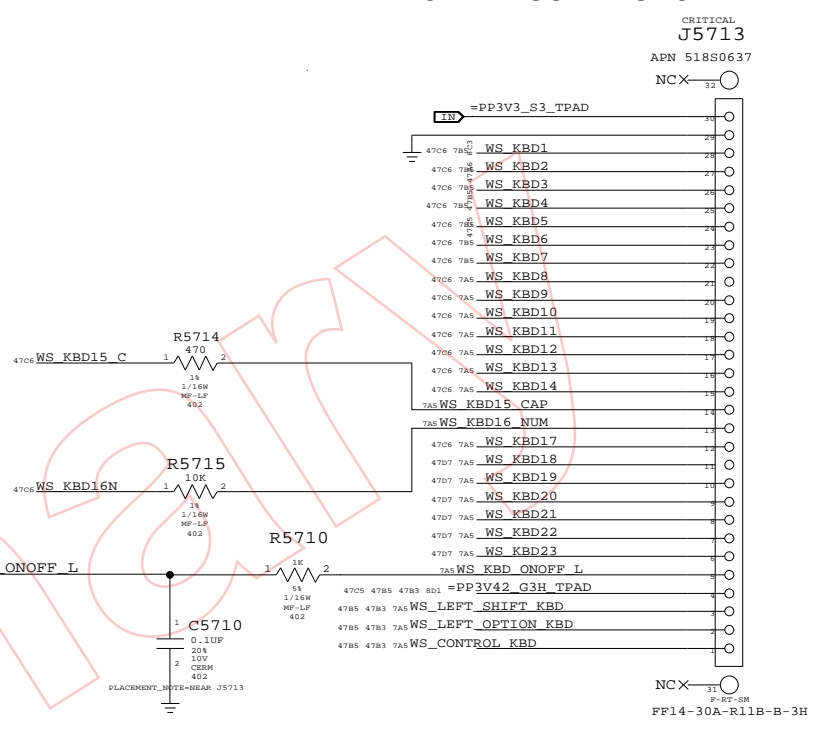 CRITICAL
J5713
APN 518S0637
NC 32
=PP3V3_S3_TPAD
IN 30
29
47C6 7B5 WS_KBD1 28
47C6 7B6 WS_KBD2 27
47C6 7B5 WS_KBD3 26
47C6 7B5 WS_KBD4 25
47C6 7B5 WS_KBD5 24
47C6 7B5 WS_KBD6 23
47C6 7B5 WS_KBD7 22
47C6 7A5 WS_KBD8 21
47C6 7A5 WS_KBD9 20
47C6 7A5 WS_KBD10 19
47C6 7A5 WS_KBD11 18
47C6 7A5 WS_KBD12 17
47C6 7A5 WS_KBD13 16
47C6 7A5 WS_KBD14 15
7A5 WS_KBD15_CAP 14
7A5 WS_KBD16_NUM 13
47C6 7A5 WS_KBD17 12
47D7 7A5 WS_KBD18 11
47D7 7A5 WS_KBD19 10
47D7 7A5 WS_KBD20 9
47D7 7A5 WS_KBD21 8
47D7 7A5 WS_KBD22 7
47D7 7A5 WS_KBD23 6
7A5 WS_KBD_ONOFF_L 5
47C5 47B5 47B3 8D1 =PP3V42_G3H_TPAD 4
47B5 47B3 7A5 WS_LEFT_SHIFT_KBD 3
47B5 47B3 7A5 WS_LEFT_OPTION_KBD 2
47B5 47B3 7A5 WS_CONTROL_KBD 1
NC 31
F-RT-SM
FF14-30A-R11B-B-3H
R5714
470
47C6 WS_KBD15_C 1 2
1%
1/16W
MF-LF
402
R5715
10K
47C6 WS_KBD16N 1 2
1%
1/16W
MF-LF
402
R5710
1K
ONOFF_L 1 2
5%
1/16W
MF-LF
402
1 C5710
0.1UF
20%
2 10V
CERM
402
PLACEMENT_NOTE=NEAR J5713